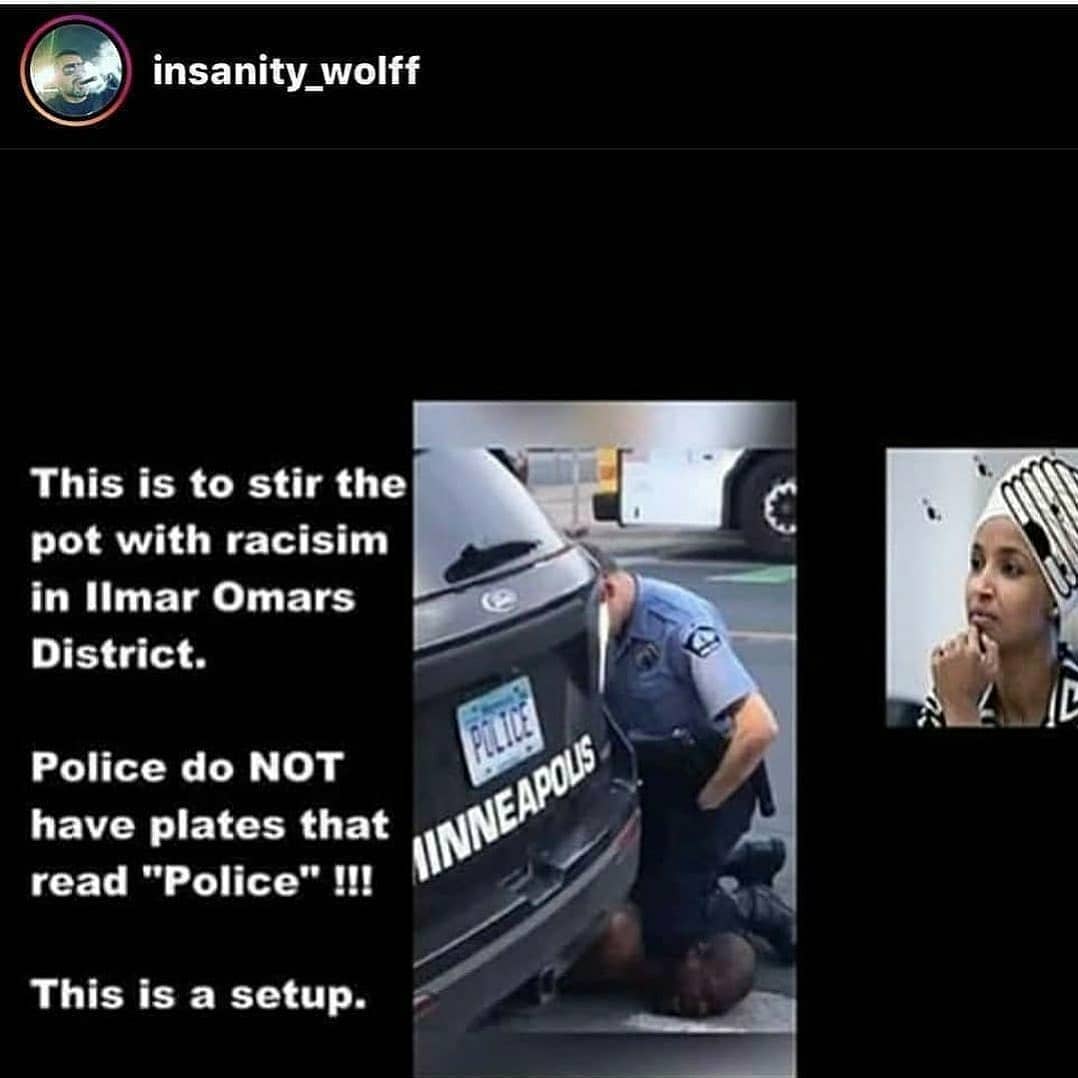 insanity_wolff
This is to stir the
pot with racisim
in Ilmar Omars
District.
Police do NOT
have plates that
read "Police" !!!
This is a setup.
POLICE
MINNEAPOLIS